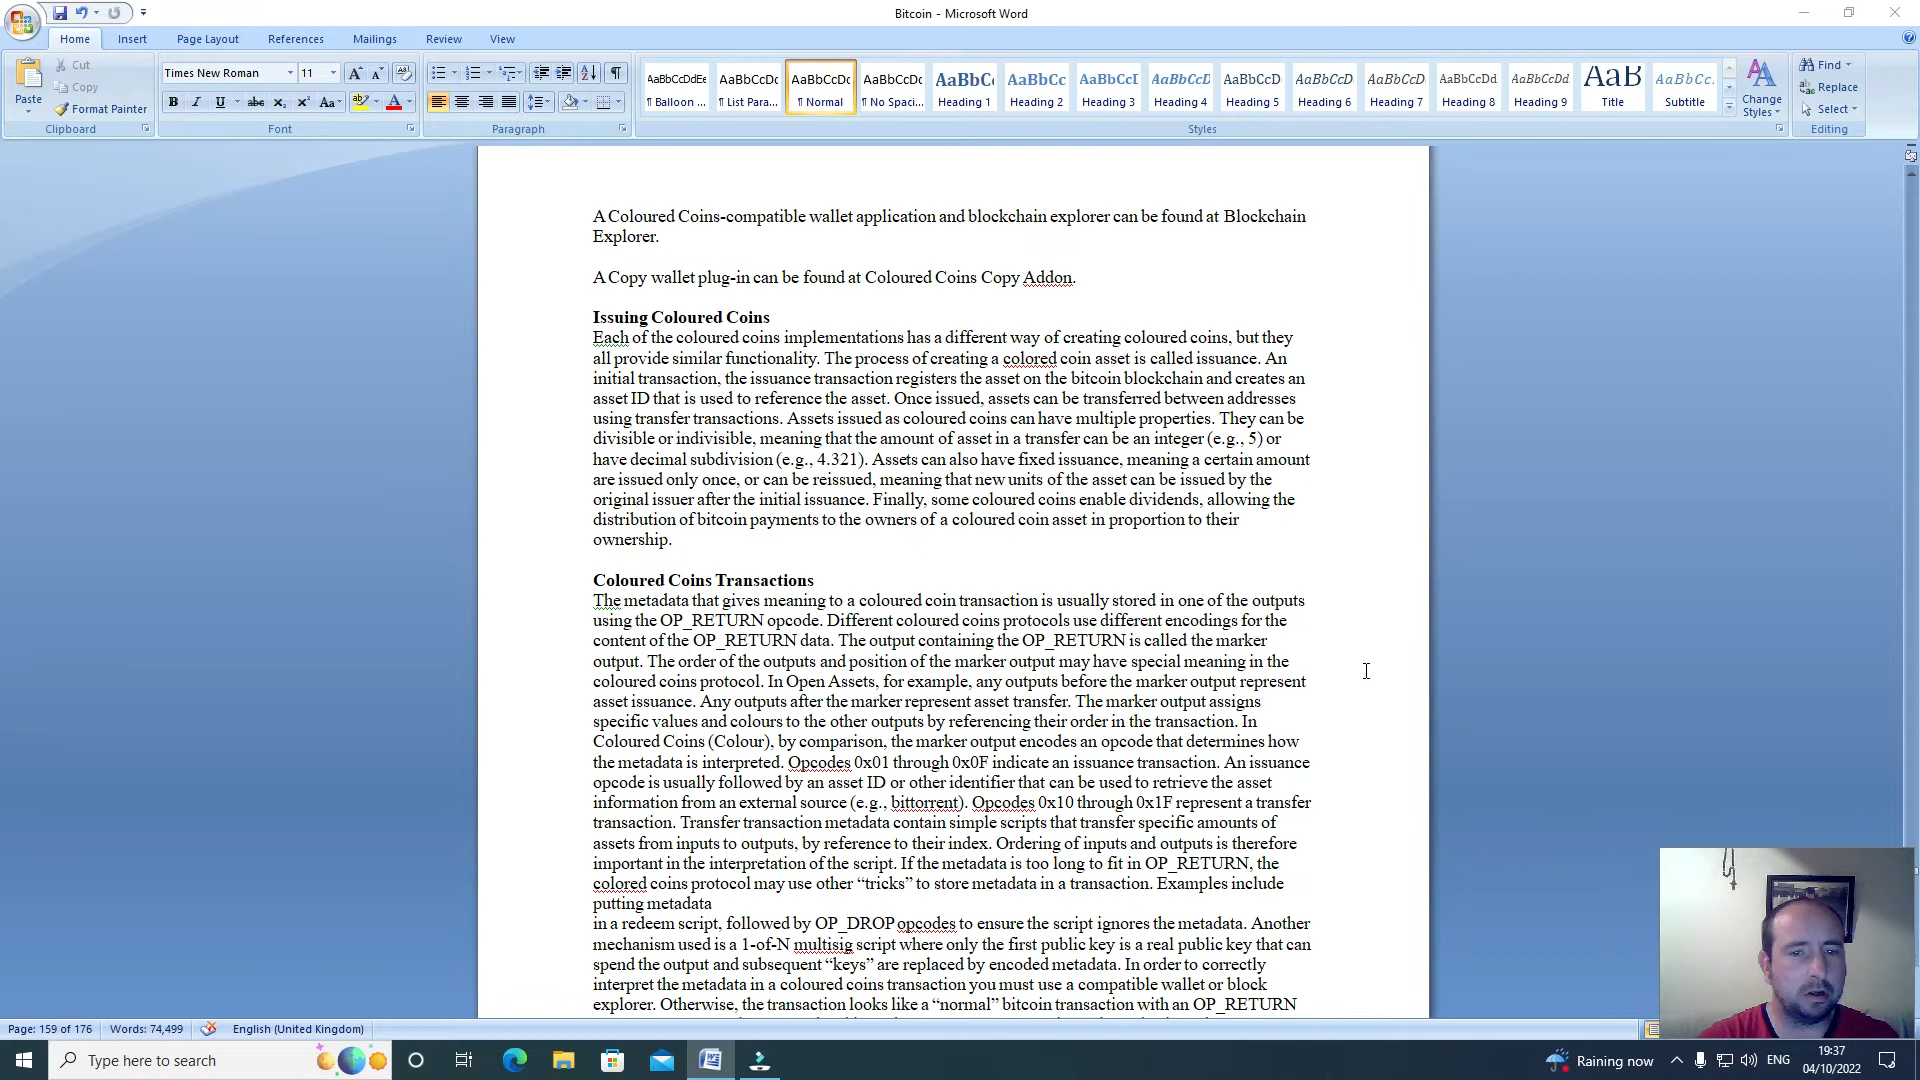 Bitcoin - Microsoft Word
Home Insert Page Layout References Mailings Review View
Paste
Cut
Copy
Format Painter
Clipboard
Times New Roman 11
B I U abc x₂ x² Aa
Font
Paragraph
AaBbCcDdEe AaBbCcDc AaBbCcDc AaBbCcDc AaBbC AaBbCc AaBbCcI AaBbCcD AaBbCcD AaBbCcD AaBbCcD AaBbCcDd AaBbCcDd AaB AaBbCc
¶ Balloon ... ¶ List Para... ¶ Normal ¶ No Spaci... Heading 1 Heading 2 Heading 3 Heading 4 Heading 5 Heading 6 Heading 7 Heading 8 Heading 9 Title Subtitle
Change Styles
Styles
Find
Replace
Select
Editing
A Coloured Coins-compatible wallet application and blockchain explorer can be found at Blockchain
Explorer.
A Copy wallet plug-in can be found at Coloured Coins Copy Addon.
Issuing Coloured Coins
Each of the coloured coins implementations has a different way of creating coloured coins, but they
all provide similar functionality. The process of creating a colored coin asset is called issuance. An
initial transaction, the issuance transaction registers the asset on the bitcoin blockchain and creates an
asset ID that is used to reference the asset. Once issued, assets can be transferred between addresses
using transfer transactions. Assets issued as coloured coins can have multiple properties. They can be
divisible or indivisible, meaning that the amount of asset in a transfer can be an integer (e.g., 5) or
have decimal subdivision (e.g., 4.321). Assets can also have fixed issuance, meaning a certain amount
are issued only once, or can be reissued, meaning that new units of the asset can be issued by the
original issuer after the initial issuance. Finally, some coloured coins enable dividends, allowing the
distribution of bitcoin payments to the owners of a coloured coin asset in proportion to their
ownership.
Coloured Coins Transactions
The metadata that gives meaning to a coloured coin transaction is usually stored in one of the outputs
using the OP_RETURN opcode. Different coloured coins protocols use different encodings for the
content of the OP_RETURN data. The output containing the OP_RETURN is called the marker
output. The order of the outputs and position of the marker output may have special meaning in the
coloured coins protocol. In Open Assets, for example, any outputs before the marker output represent
asset issuance. Any outputs after the marker represent asset transfer. The marker output assigns
specific values and colours to the other outputs by referencing their order in the transaction. In
Coloured Coins (Colour), by comparison, the marker output encodes an opcode that determines how
the metadata is interpreted. Opcodes 0x01 through 0x0F indicate an issuance transaction. An issuance
opcode is usually followed by an asset ID or other identifier that can be used to retrieve the asset
information from an external source (e.g., bittorrent). Opcodes 0x10 through 0x1F represent a transfer
transaction. Transfer transaction metadata contain simple scripts that transfer specific amounts of
assets from inputs to outputs, by reference to their index. Ordering of inputs and outputs is therefore
important in the interpretation of the script. If the metadata is too long to fit in OP_RETURN, the
colored coins protocol may use other “tricks” to store metadata in a transaction. Examples include
putting metadata
in a redeem script, followed by OP_DROP opcodes to ensure the script ignores the metadata. Another
mechanism used is a 1-of-N multisig script where only the first public key is a real public key that can
spend the output and subsequent “keys” are replaced by encoded metadata. In order to correctly
interpret the metadata in a coloured coins transaction you must use a compatible wallet or block
explorer. Otherwise, the transaction looks like a “normal” bitcoin transaction with an OP_RETURN
Page: 159 of 176 Words: 74,499 English (United Kingdom)
Type here to search
Raining now ENG 19:37
04/10/2022